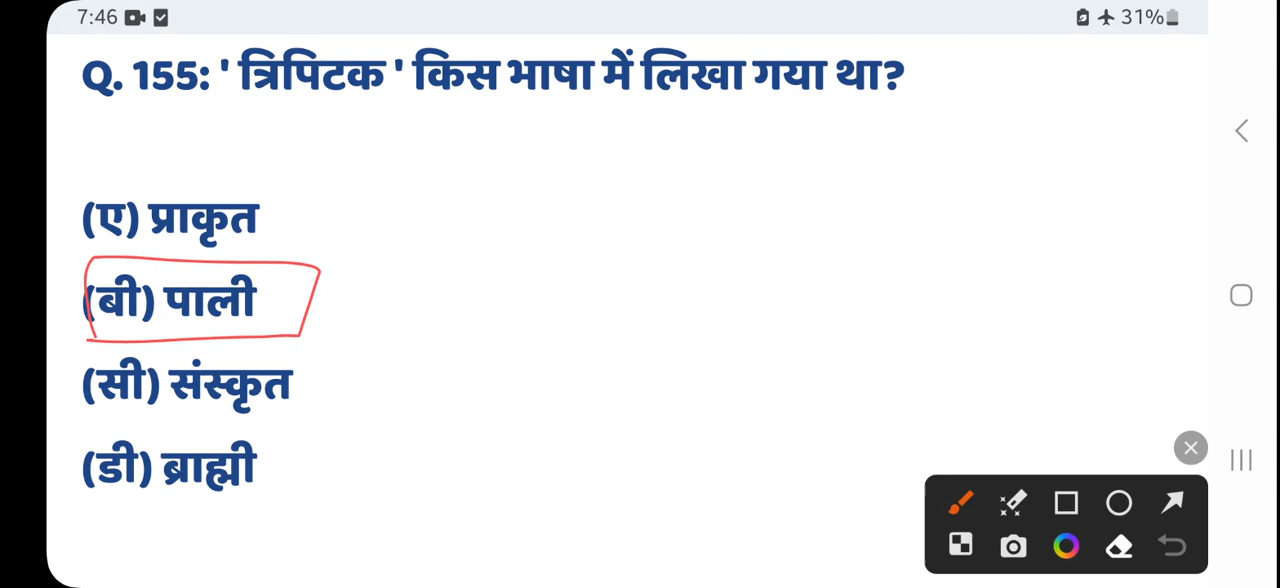 7:46
31%
Q. 155: ' त्रिपिटक ' किस भाषा में लिखा गया था?
(ए) प्राकृत
(बी) पाली
(सी) संस्कृत
(डी) ब्राह्मी